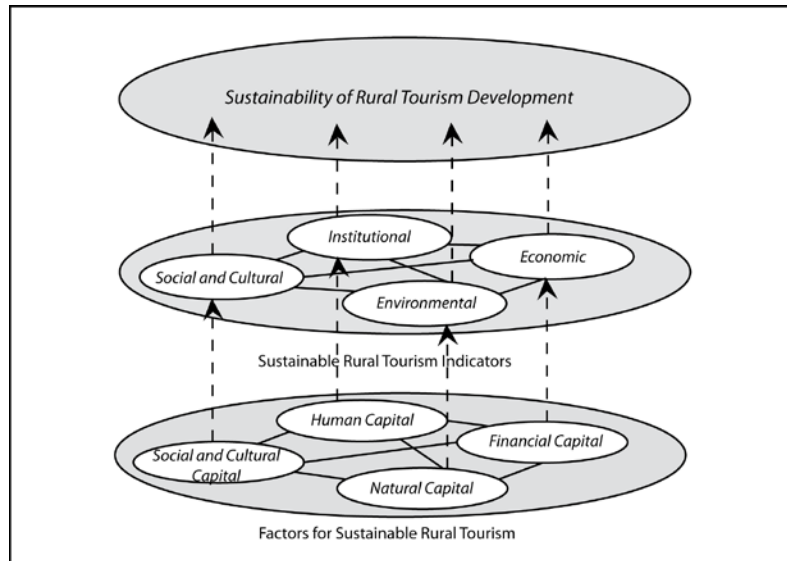 Sustainability of Rural Tourism Development
Institutional
Economic
Social and Cultural
Environmental
Sustainable Rural Tourism Indicators
Human Capital
Financial Capital
Social and Cultural
Capital
Natural Capital
Factors for Sustainable Rural Tourism